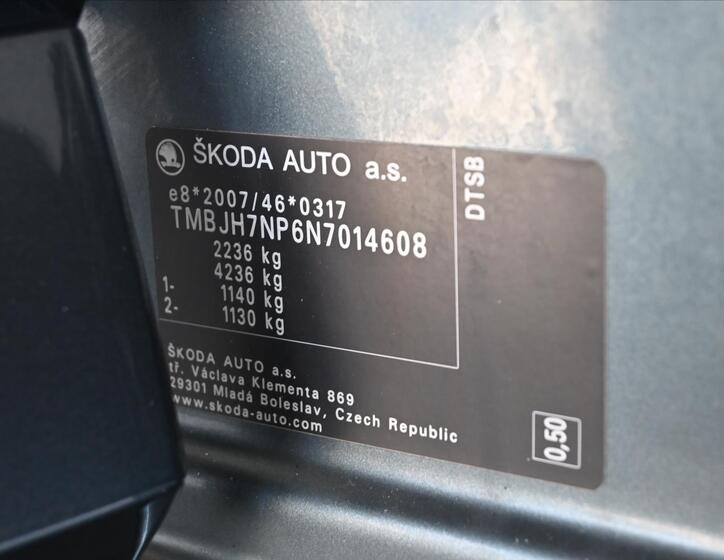 ŠKODA AUTO a.s.
e8*2007/46*0317
TMBJH7NP6N7014608
2236 kg
4236 kg
1- 1140 kg
2- 1130 kg
DTSB
ŠKODA AUTO a.s.
tř. Václava Klementa 869
29301 Mladá Boleslav, Czech Republic
www.skoda-auto.com
0,50